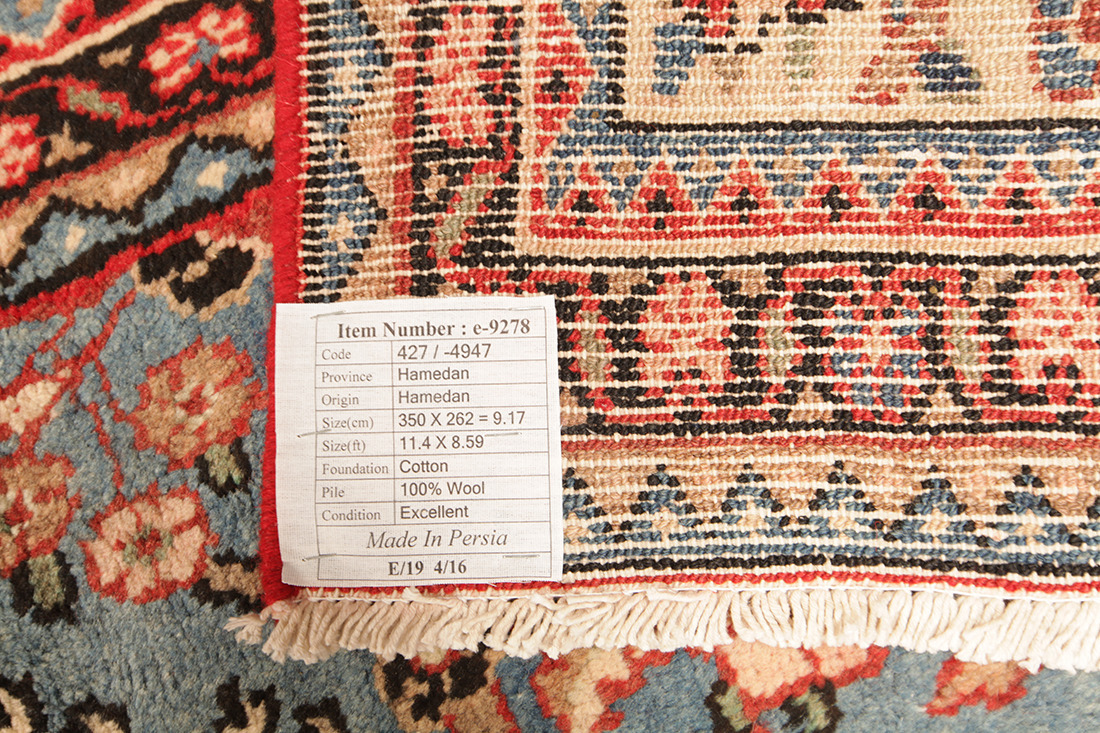 Item Number : e-9278
Code 427 / -4947
Province Hamedan
Origin Hamedan
Size(cm) 350 X 262 = 9.17
Size(ft) 11.4 X 8.59
Foundation Cotton
Pile 100% Wool
Condition Excellent
Made In Persia
E/19 4/16